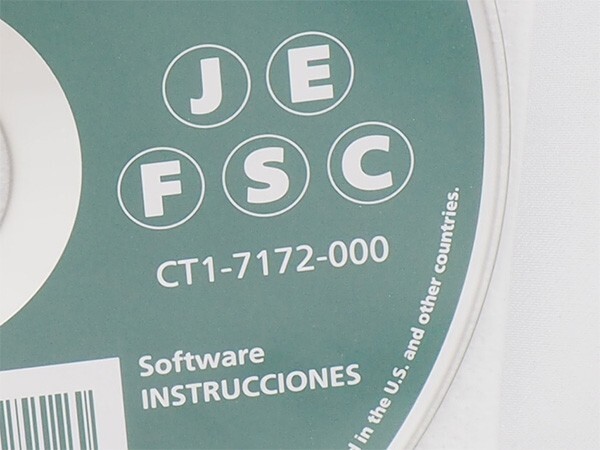 J E
F S C
CT1-7172-000
Software
INSTRUCCIONES
in the U.S. and other countries.